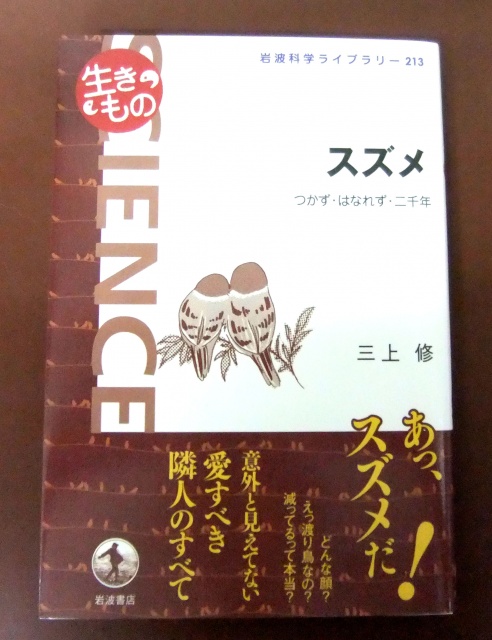 岩波科学ライブラリー 213
生き
もの
SCIENCE
スズメ
つかず・はなれず・二千年
三上 修
あっ、
スズメだ!
どんな顔?
えっ渡り鳥なの?
減ってるって本当?
意外と見えてない
愛すべき
隣人のすべて
岩波書店